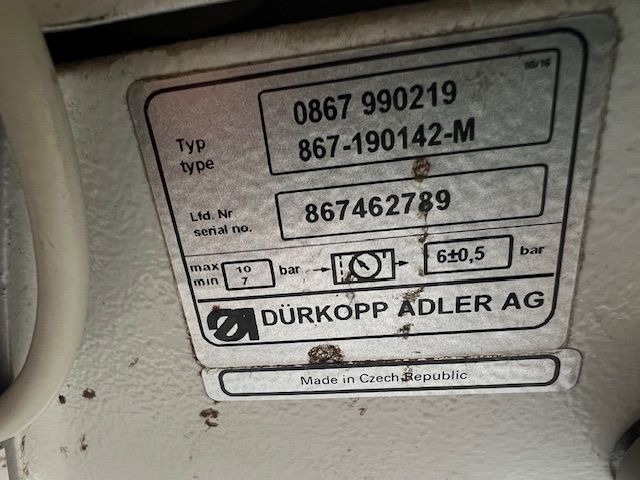 10/16
Typ
type
0867 990219
867-190142-M
Lfd. Nr
serial no.
867462789
max
min
10
7
bar
6±0,5
bar
DÜRKOPP ADLER AG
Made in Czech Republic